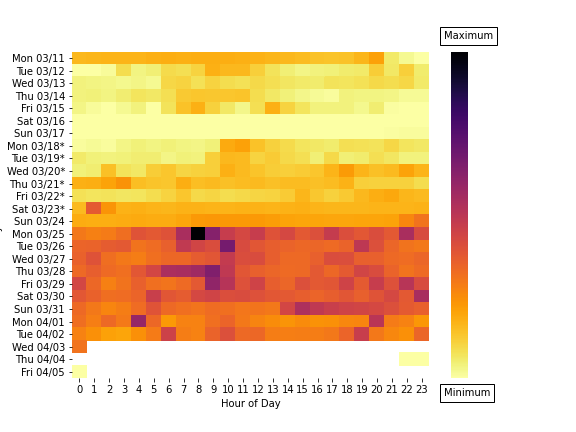 Maximum
Mon 03/11
Tue 03/12
Wed 03/13
Thu 03/14
Fri 03/15
Sat 03/16
Sun 03/17
Mon 03/18*
Tue 03/19*
Wed 03/20*
Thu 03/21*
Fri 03/22*
Sat 03/23*
Sun 03/24
Mon 03/25
Tue 03/26
Wed 03/27
Thu 03/28
Fri 03/29
Sat 03/30
Sun 03/31
Mon 04/01
Tue 04/02
Wed 04/03
Thu 04/04
Fri 04/05
0 1 2 3 4 5 6 7 8 9 10 11 12 13 14 15 16 17 18 19 20 21 22 23
Hour of Day
Minimum